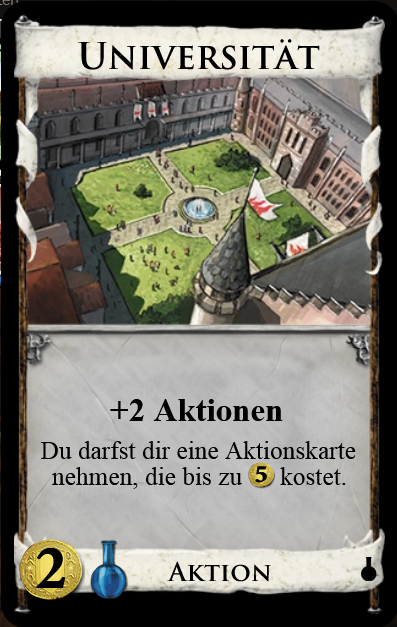 UNIVERSITÄT
+2 Aktionen
Du darfst dir eine Aktionskarte
nehmen, die bis zu 5 kostet.
2 AKTION